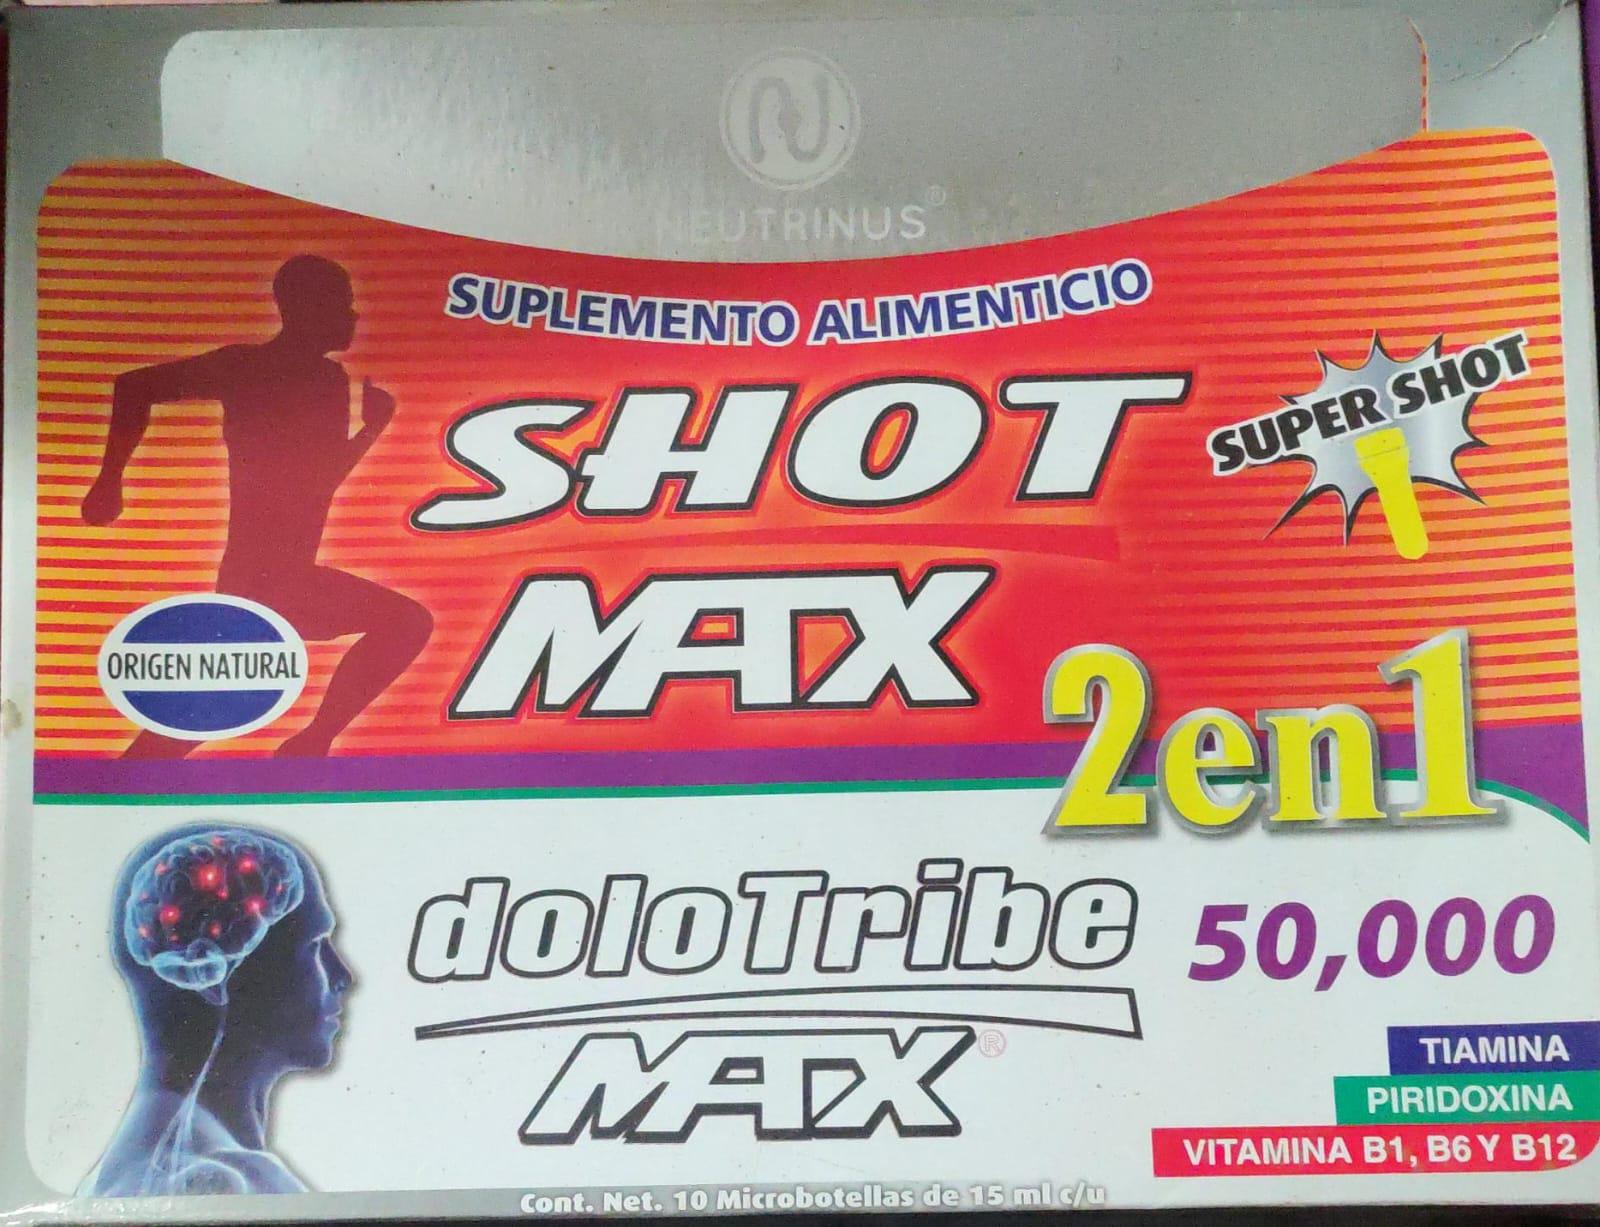 NEUTRINUS®
SUPLEMENTO ALIMENTICIO
SHOT
MAX
SUPER SHOT
ORIGEN NATURAL
2en1
doloTribe
MAX®
50,000
TIAMINA
PIRIDOXINA
VITAMINA B1, B6 Y B12
Cont. Net. 10 Microbotellas de 15 ml c/u